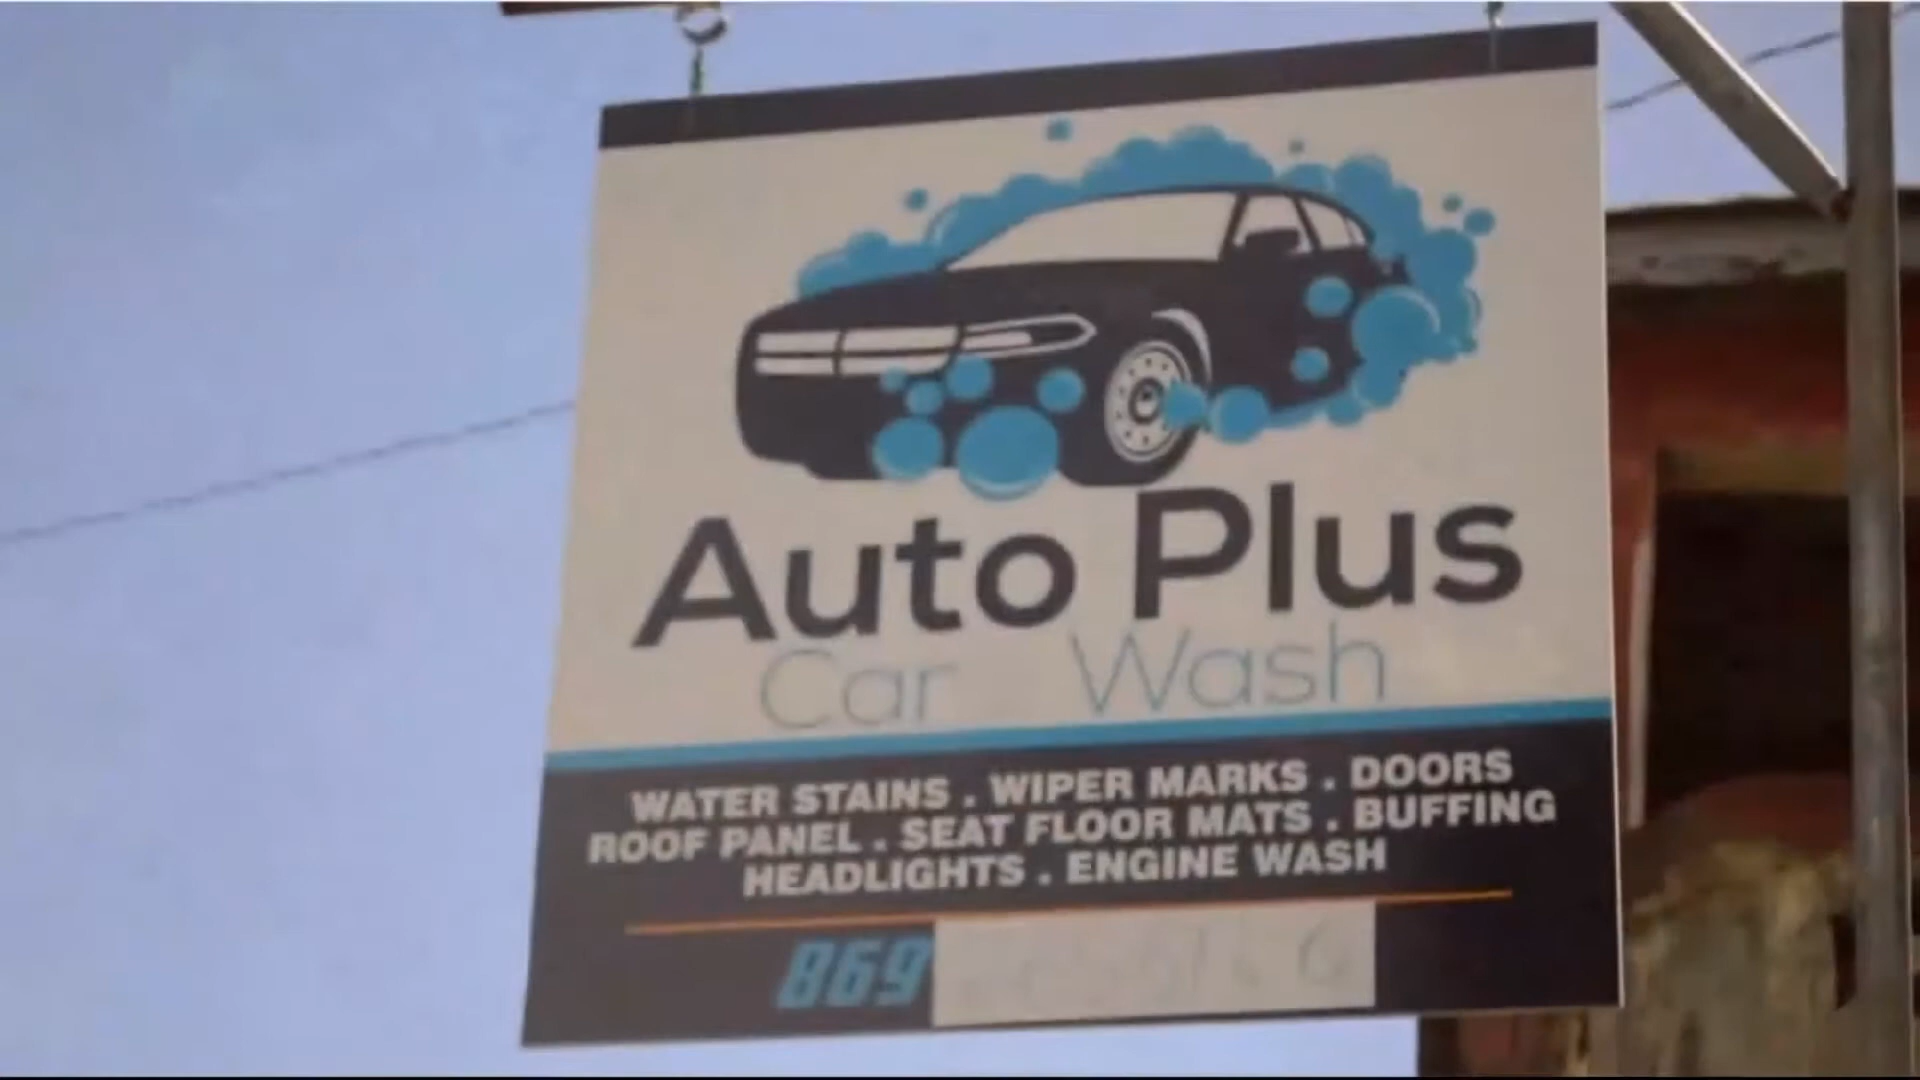 Auto Plus
Car Wash
WATER STAINS . WIPER MARKS . DOORS
ROOF PANEL . SEAT FLOOR MATS . BUFFING
HEADLIGHTS . ENGINE WASH
869